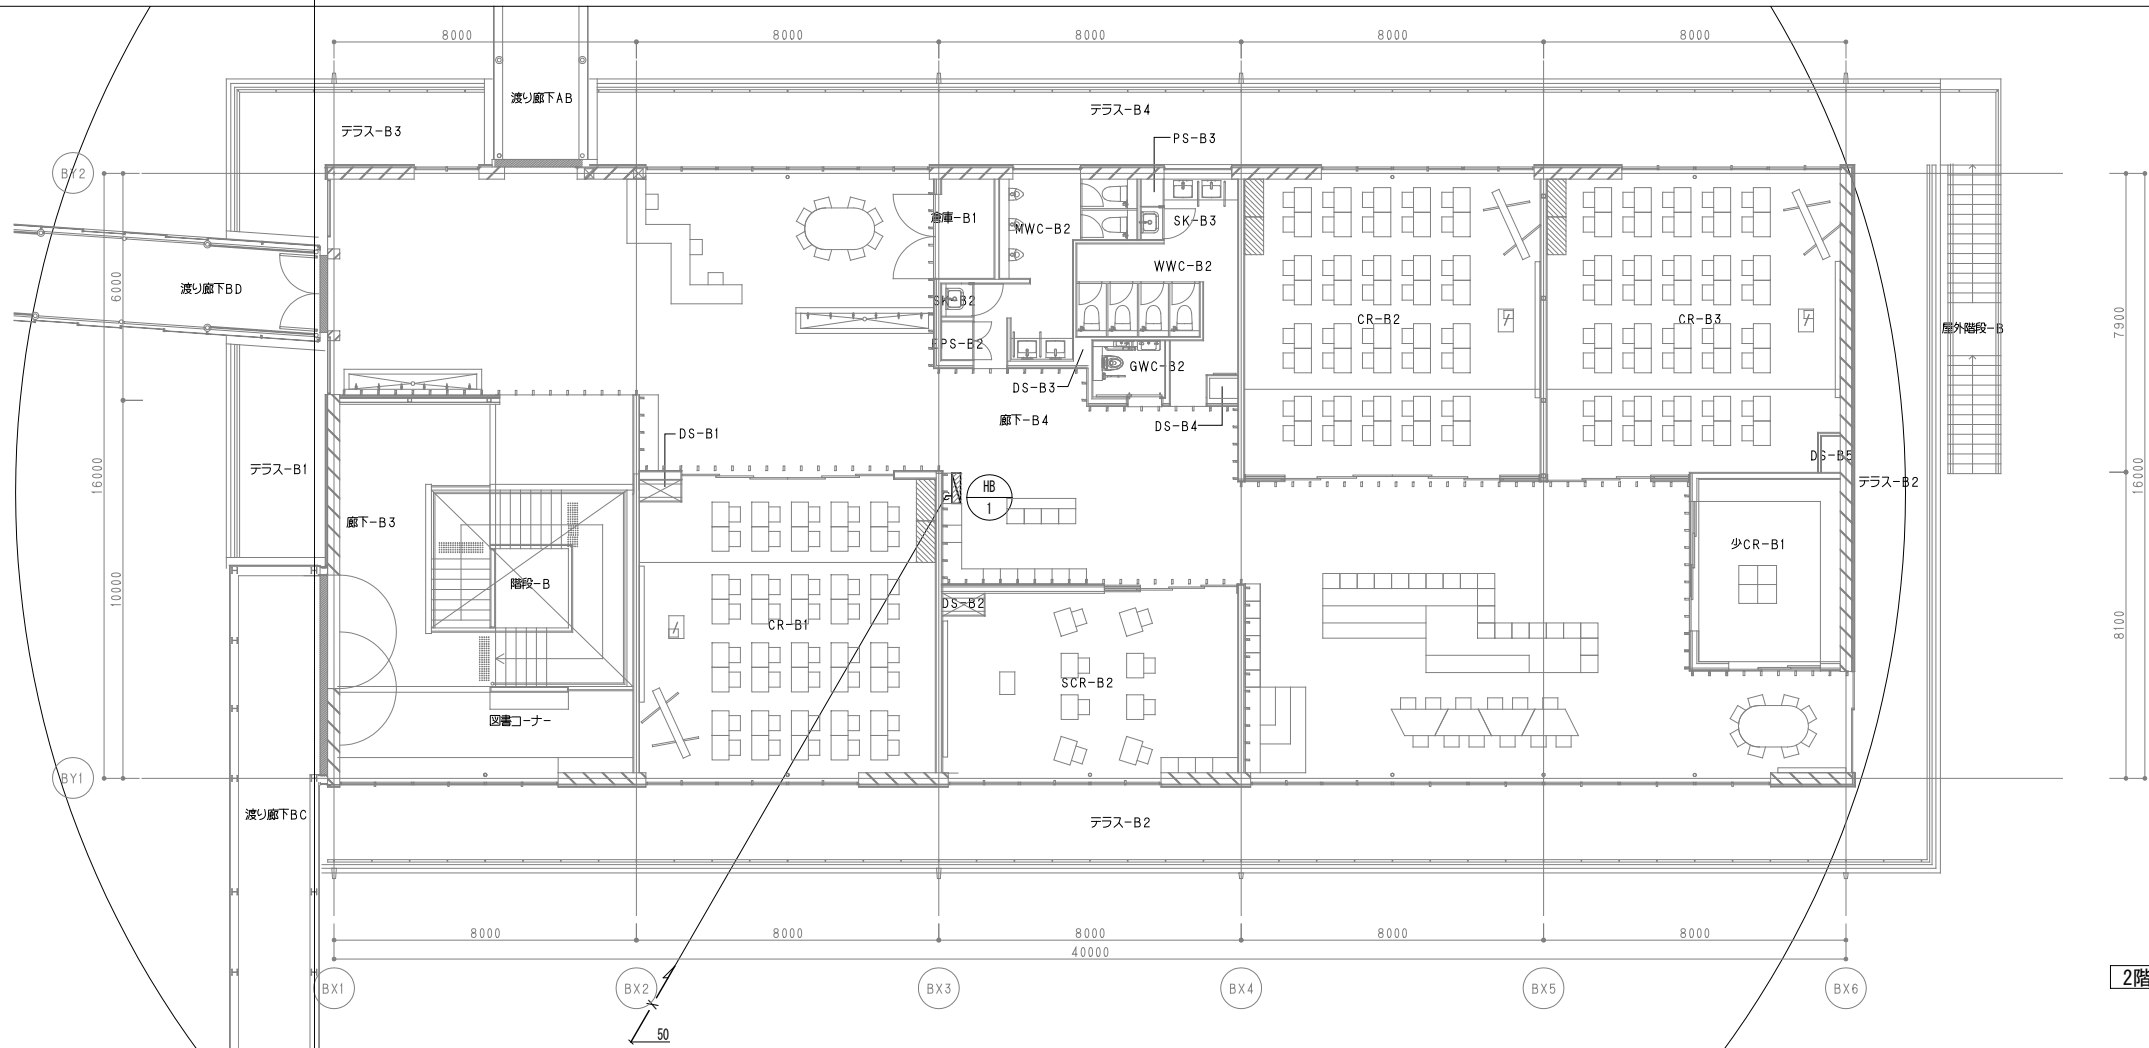 8000
8000
8000
8000
8000
渡り廊下AB
テラス-B4
テラス-B3
PS-B3
BY2
倉庫-B1
MWC-B2
SK-B3
WWC-B2
渡り廊下BD
6000
SK-B2
CR-B2
CR-B3
7900
屋外階段-B
EPS-B2
GWC-B2
DS-B3
廊下-B4
DS-B4
DS-B1
DS-B5
テラス-B1
16000
テラス-B2
16000
HB
1
廊下-B3
少CR-B1
階段-B
10000
DS-B2
CR-B1
8100
SCR-B2
図書コーナー
BY1
渡り廊下BC
テラス-B2
8000
8000
8000
8000
8000
40000
BX1
BX2
BX3
BX4
BX5
BX6
2階
50